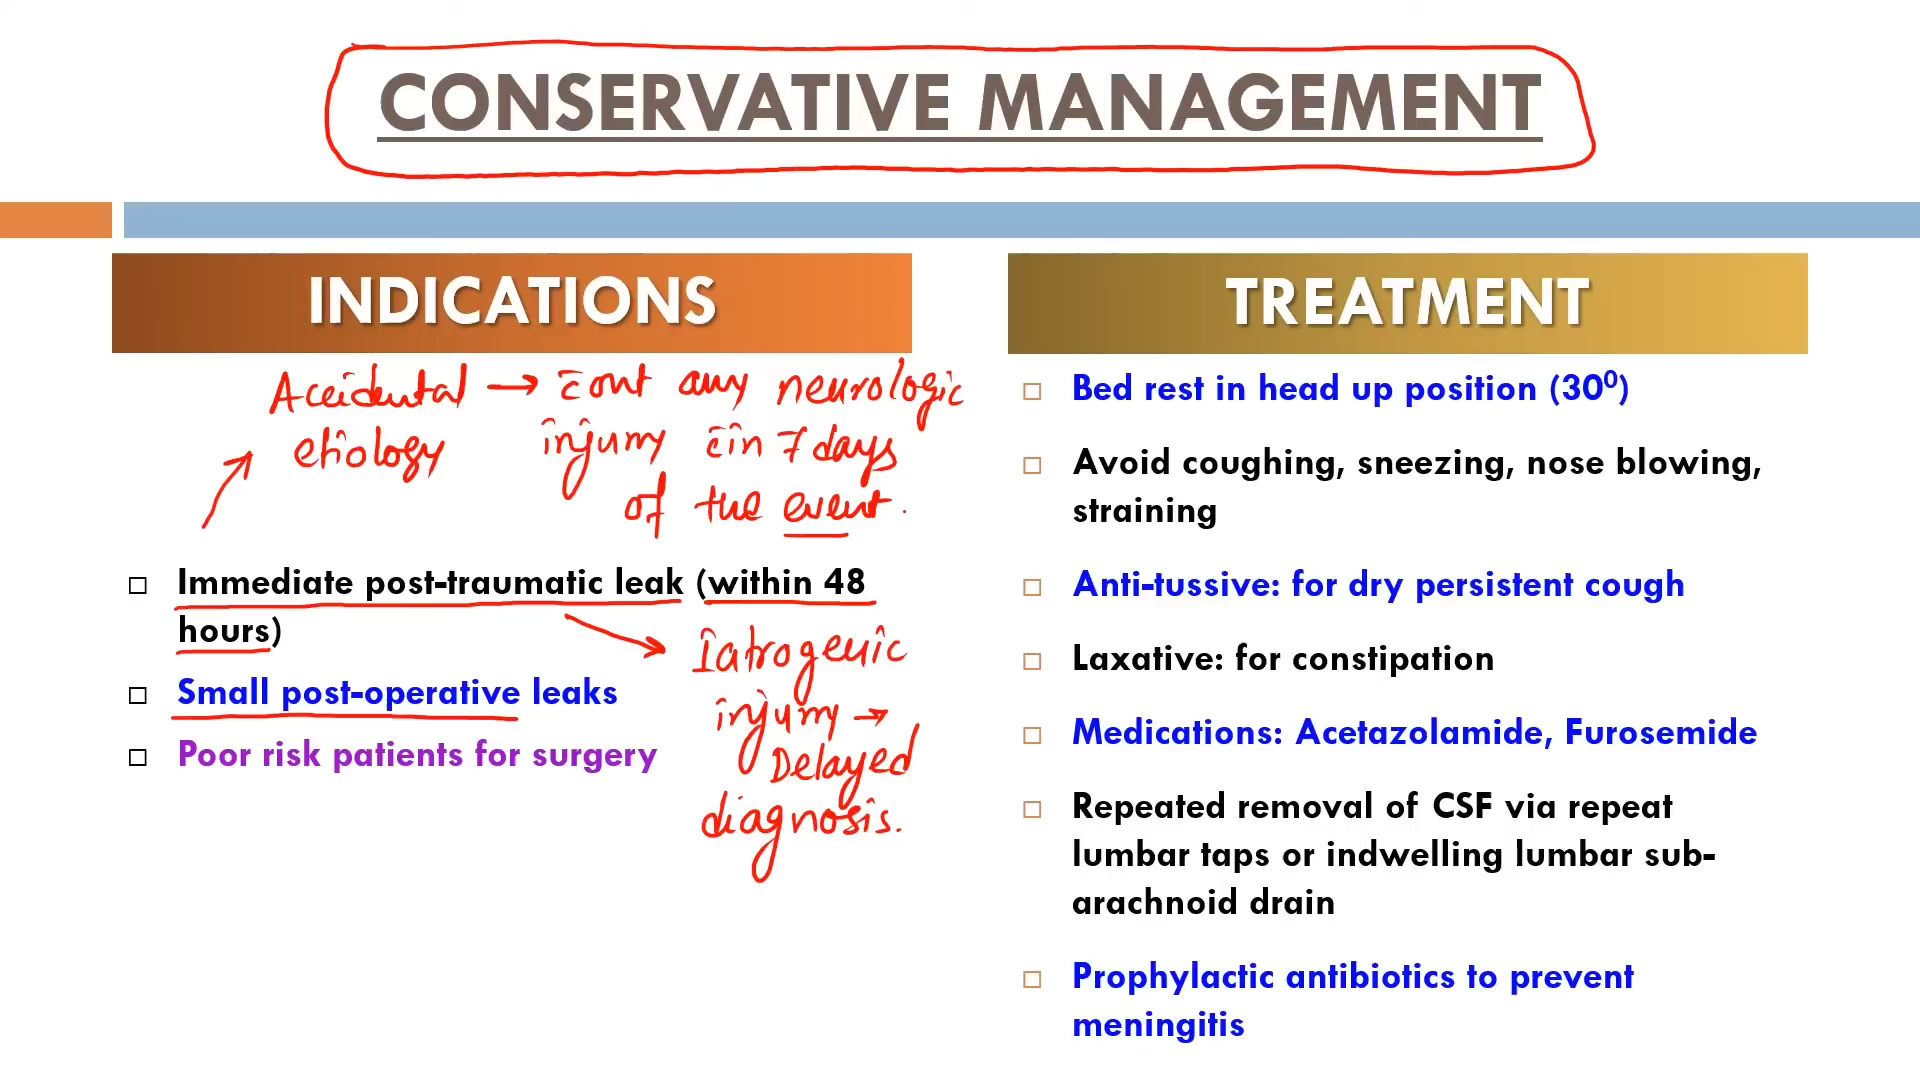 CONSERVATIVE MANAGEMENT
INDICATIONS
Accidental → c̄out any neurologic
etiology injury c̄in 7 days
of the event.
□ Immediate post-traumatic leak (within 48
hours)
Iatrogenic
□ Small post-operative leaks
injury →
□ Poor risk patients for surgery
Delayed
diagnosis.
TREATMENT
□ Bed rest in head up position (30⁰)
□ Avoid coughing, sneezing, nose blowing,
straining
□ Anti-tussive: for dry persistent cough
□ Laxative: for constipation
□ Medications: Acetazolamide, Furosemide
□ Repeated removal of CSF via repeat
lumbar taps or indwelling lumbar sub-
arachnoid drain
□ Prophylactic antibiotics to prevent
meningitis